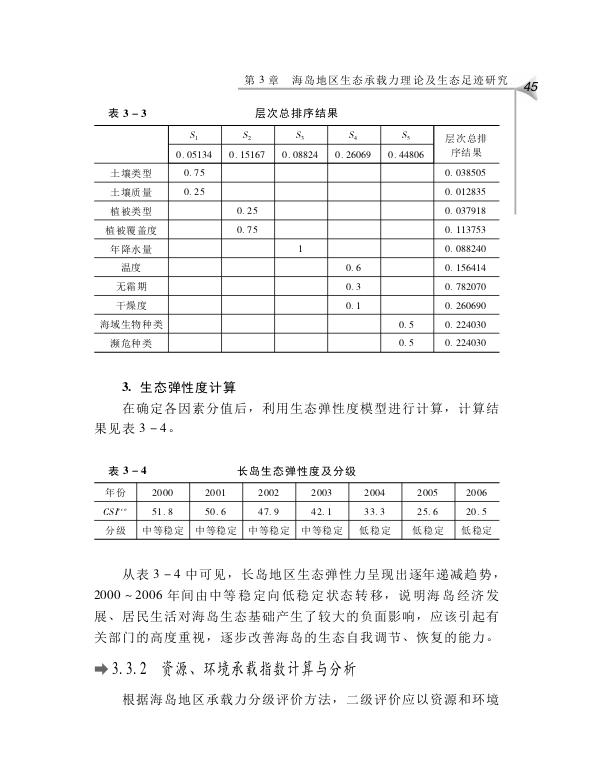 第 3 章 海岛地区生态承载力理论及生态足迹研究 45
表 3－3 层次总排序结果
S₁ S₂ S₃ S₄ S₅ 层次总排序结果
0.05134 0.15167 0.08824 0.26069 0.44806
土壤类型 0.75 0.038505
土壤质量 0.25 0.012835
植被类型 0.25 0.037918
植被覆盖度 0.75 0.113753
年降水量 1 0.088240
温度 0.6 0.156414
无霜期 0.3 0.782070
干燥度 0.1 0.260690
海域生物种类 0.5 0.224030
濒危种类 0.5 0.224030
3. 生态弹性度计算
在确定各因素分值后，利用生态弹性度模型进行计算，计算结
果见表 3－4。
表 3－4 长岛生态弹性度及分级
年份 2000 2001 2002 2003 2004 2005 2006
CSIᵉᶜᵒ 51.8 50.6 47.9 42.1 33.3 25.6 20.5
分级 中等稳定 中等稳定 中等稳定 中等稳定 低稳定 低稳定 低稳定
从表 3－4 中可见，长岛地区生态弹性力呈现出逐年递减趋势，
2000～2006 年间由中等稳定向低稳定状态转移，说明海岛经济发
展、居民生活对海岛生态基础产生了较大的负面影响，应该引起有
关部门的高度重视，逐步改善海岛的生态自我调节、恢复的能力。
➡3.3.2 资源、环境承载指数计算与分析
根据海岛地区承载力分级评价方法，二级评价应以资源和环境